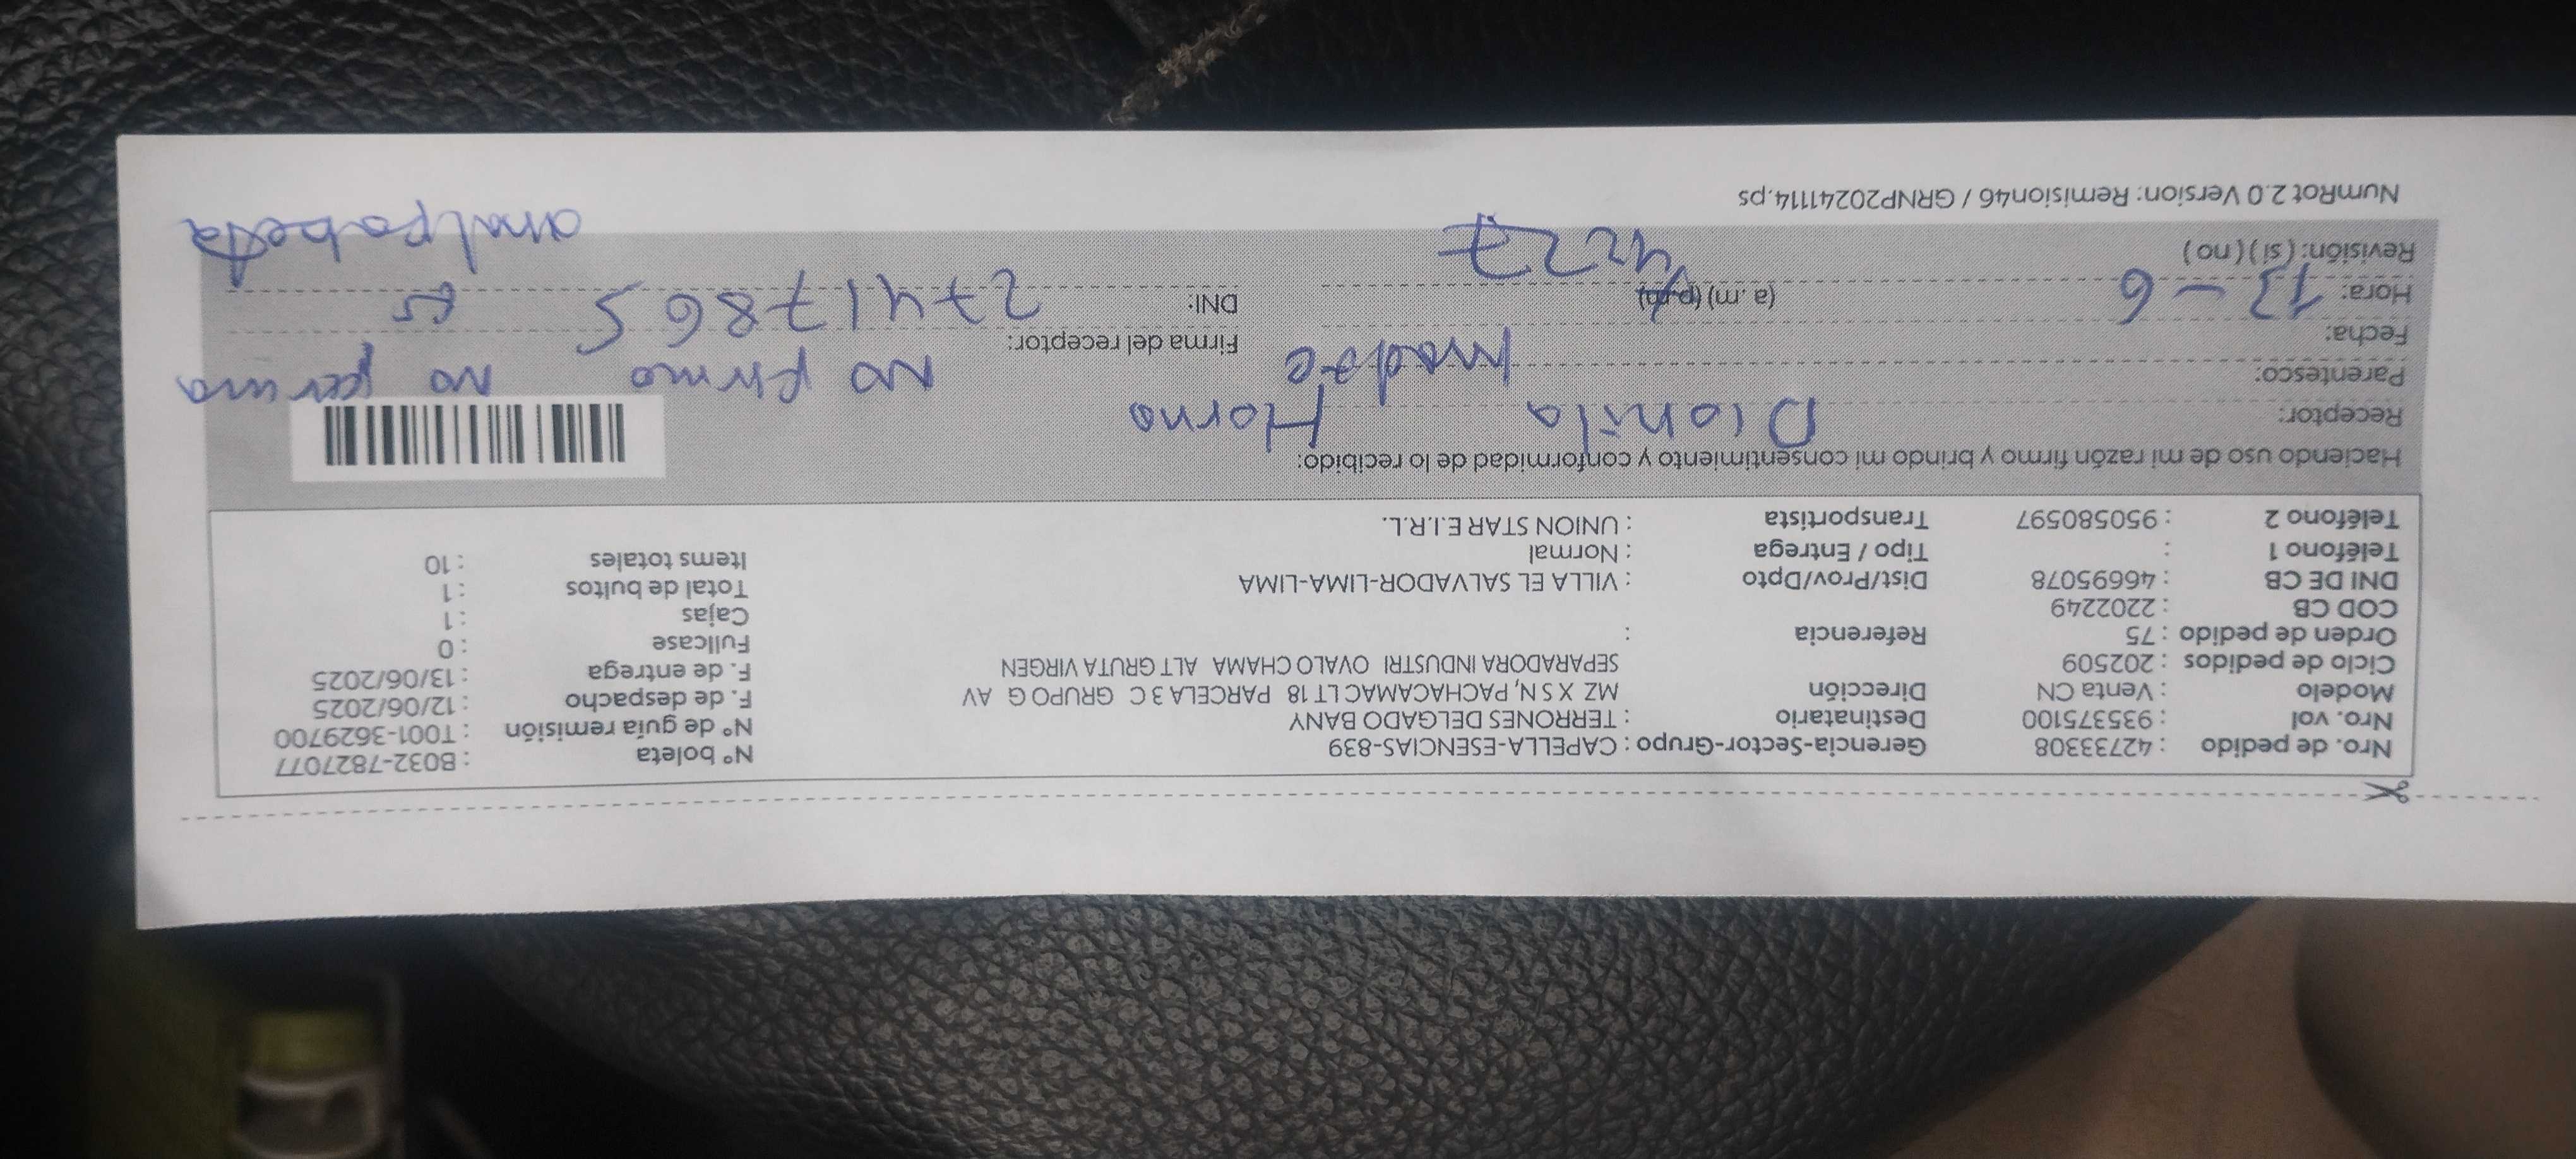 Nro. de pedido : 42733308 Gerencia-Sector-Grupo : CAPELLA-ESENCIAS-839 N° boleta : B032-7827077
Nro. vol : 935375100 Destinatario : TERRONES DELGADO BANY N° de guía remisión : T001-3629700
Modelo : Venta CN Dirección MZ X S N, PACHACAMAC LT 18 PARCELA 3 C GRUPO G AV F. de despacho : 12/06/2025
Ciclo de pedidos : 202509 SEPARADORA INDUSTRI OVALO CHAMA ALT GRUTA VIRGEN F. de entrega : 13/06/2025
Orden de pedido : 75 Referencia : Fullcase : 0
COD CB : 2202249 Cajas : 1
DNI DE CB : 46695078 Dist/Prov/Dpto : VILLA EL SALVADOR-LIMA-LIMA Total de bultos : 1
Teléfono 1 : Tipo / Entrega : Normal Items totales : 10
Teléfono 2 : 950580597 Transportista : UNION STAR E.I.R.L.
Haciendo uso de mi razón firmo y brindo mi consentimiento y conformidad de lo recibido:
Receptor: Dionila Horna
Parentesco: madre no firma no
Fecha: Firma del receptor:
Hora: 13-6 (a.m) (p.m) 4227 DNI: 27417865 es
Revisión: (si) (no) analfabeta
NumRot 2.0 Version: Remision46 / GRNP20241114.ps